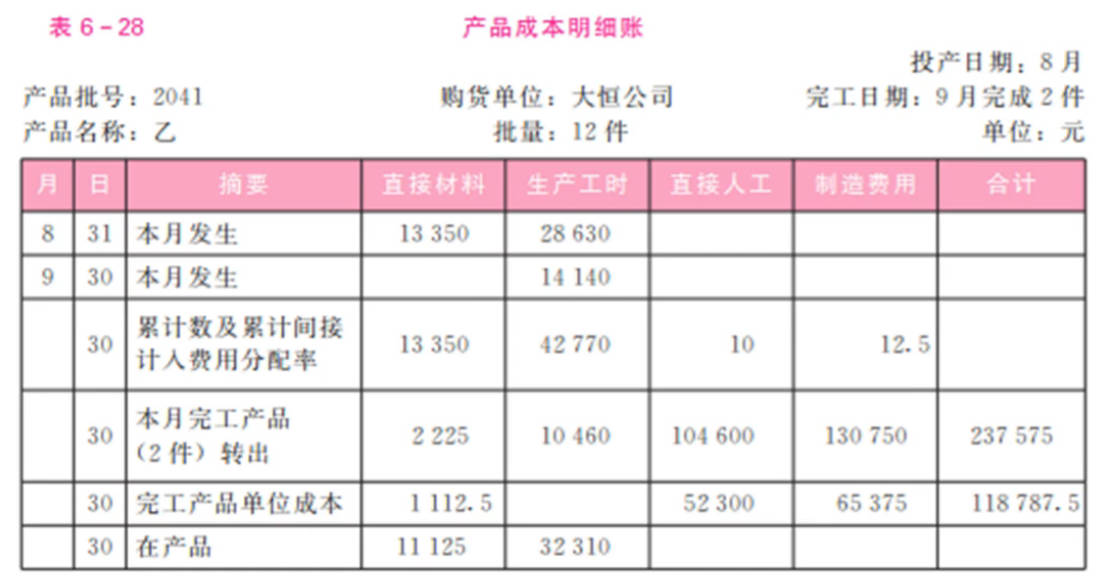 表 6-28 产品成本明细账
投产日期：8 月
产品批号：2041 购货单位：大恒公司 完工日期：9 月完成 2 件
产品名称：乙 批量：12 件 单位：元
月 日 摘要 直接材料 生产工时 直接人工 制造费用 合计
8 31 本月发生 13 350 28 630
9 30 本月发生 14 140
累计数及累计间接
30 13 350 42 770 10 12.5
计入费用分配率
本月完工产品
30 2 225 10 460 104 600 130 750 237 575
（2 件）转出
30 完工产品单位成本 1 112.5 52 300 65 375 118 787.5
30 在产品 11 125 32 310